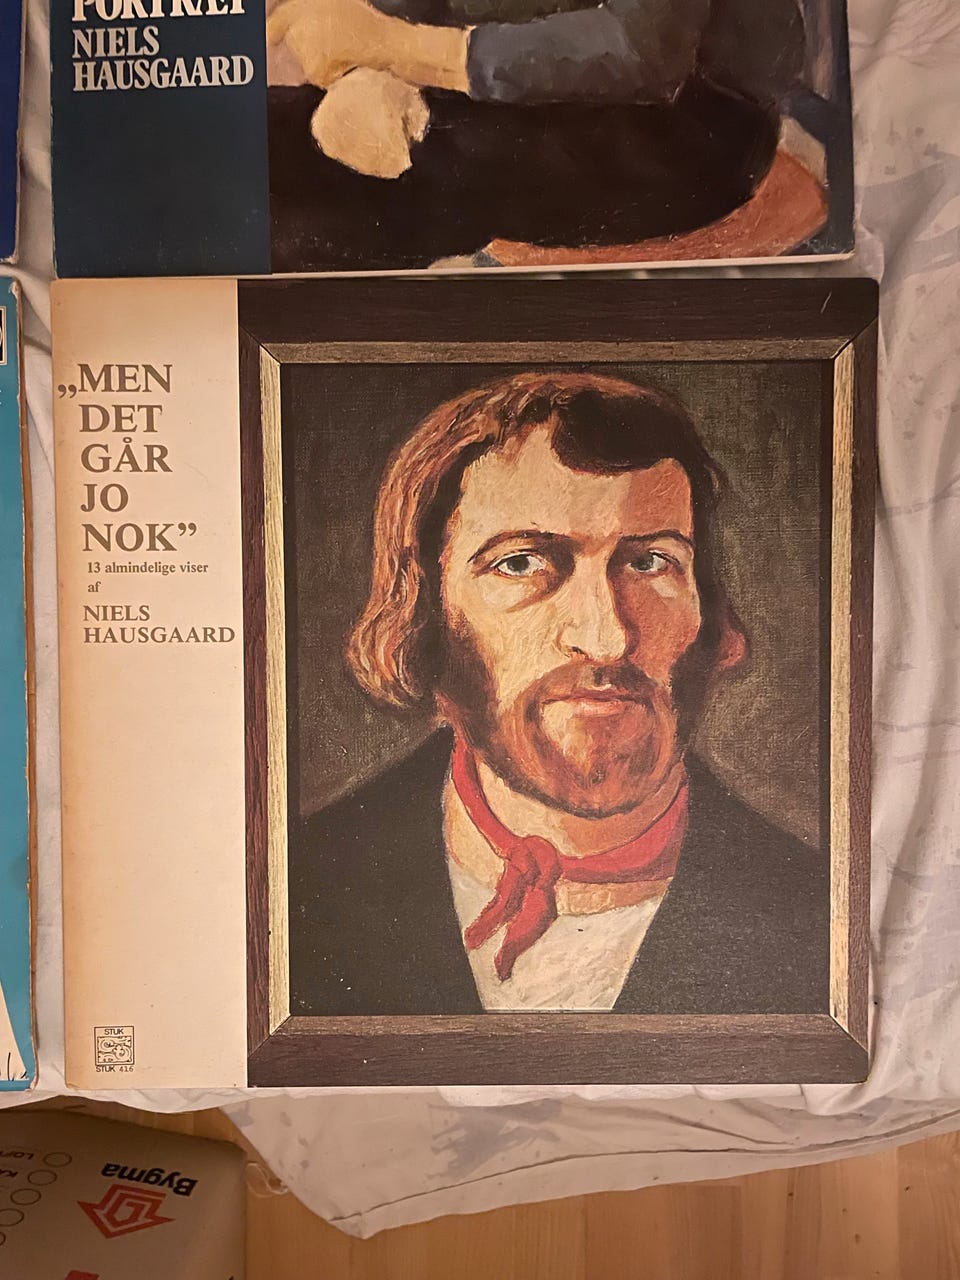 PORTRÆT
NIELS
HAUSGAARD
„MEN
DET
GÅR
JO
NOK”
13 almindelige viser
af
NIELS
HAUSGAARD
STUK
STUK 416
Bygma